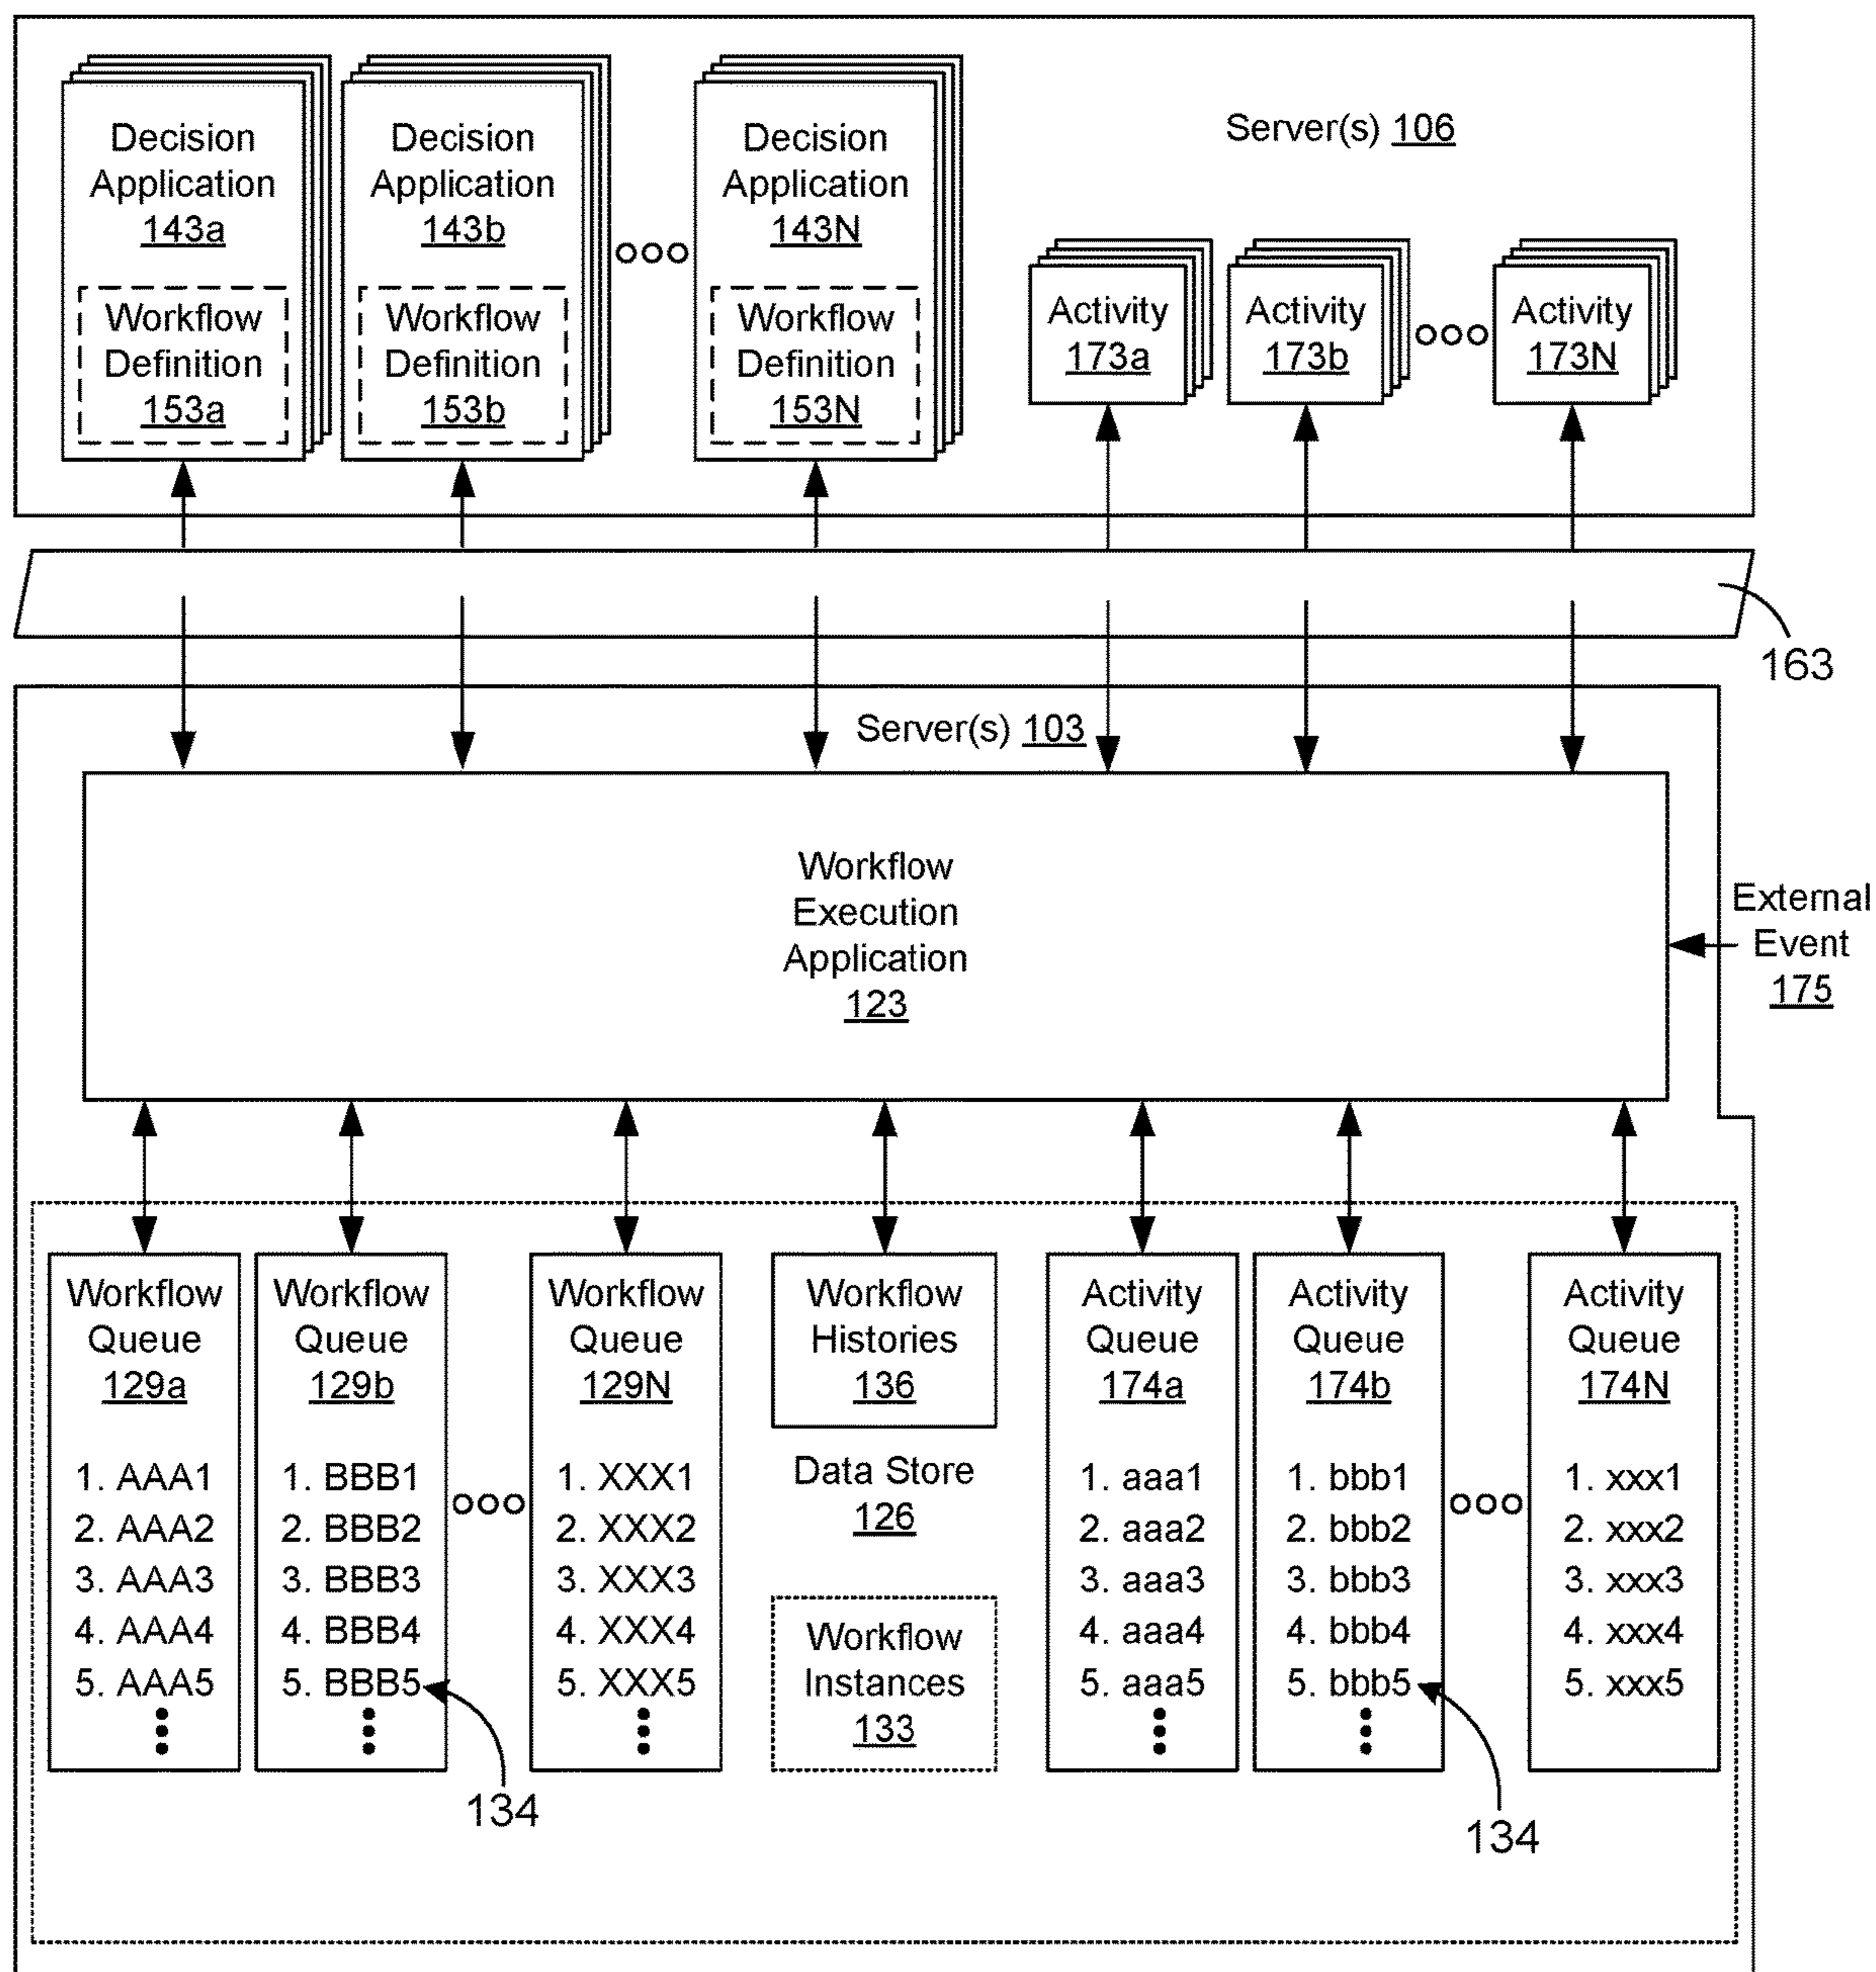 Decision
Application
143a
Workflow
Definition
153a
Decision
Application
143b
Workflow
Definition
153b
Decision
Application
143N
Workflow
Definition
153N
Server(s) 106
Activity
173a
Activity
173b
Activity
173N
163
Server(s) 103
Workflow
Execution
Application
123
External
Event
175
Workflow
Queue
129a
1. AAA1
2. AAA2
3. AAA3
4. AAA4
5. AAA5
Workflow
Queue
129b
1. BBB1
2. BBB2
3. BBB3
4. BBB4
5. BBB5
134
Workflow
Queue
129N
1. XXX1
2. XXX2
3. XXX3
4. XXX4
5. XXX5
Workflow
Histories
136
Data Store
126
Workflow
Instances
133
Activity
Queue
174a
1. aaa1
2. aaa2
3. aaa3
4. aaa4
5. aaa5
Activity
Queue
174b
1. bbb1
2. bbb2
3. bbb3
4. bbb4
5. bbb5
134
Activity
Queue
174N
1. xxx1
2. xxx2
3. xxx3
4. xxx4
5. xxx5